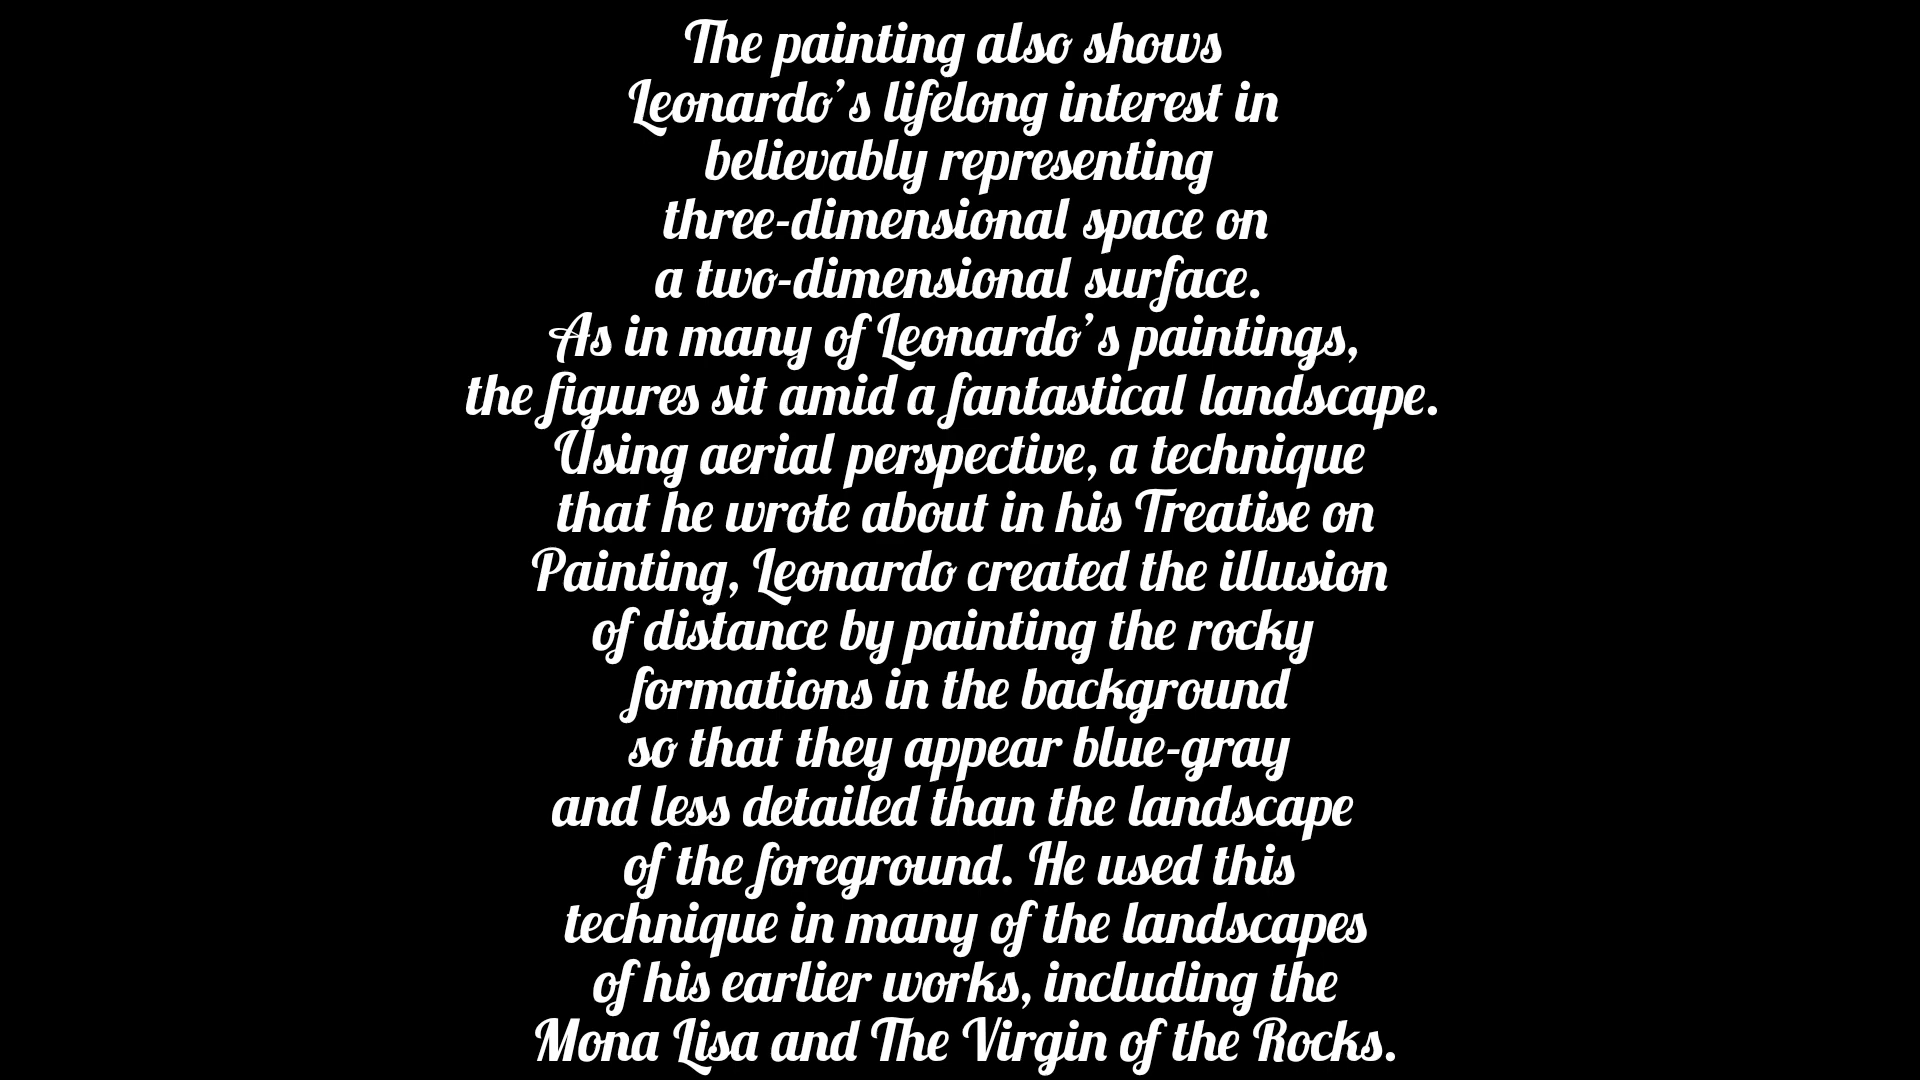 The painting also shows
Leonardo’s lifelong interest in
believably representing
three-dimensional space on
a two-dimensional surface.
As in many of Leonardo’s paintings,
the figures sit amid a fantastical landscape.
Using aerial perspective, a technique
that he wrote about in his Treatise on
Painting, Leonardo created the illusion
of distance by painting the rocky
formations in the background
so that they appear blue-gray
and less detailed than the landscape
of the foreground. He used this
technique in many of the landscapes
of his earlier works, including the
Mona Lisa and The Virgin of the Rocks.